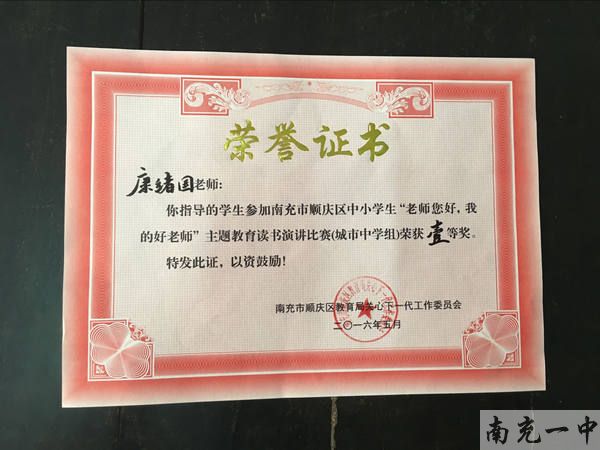 荣誉证书
康绪国老师:
你指导的学生参加南充市顺庆区中小学生“老师您好，我
的好老师”主题教育读书演讲比赛(城市中学组)荣获壹等奖。
特发此证，以资鼓励!
南充市顺庆区教育局关心下一代工作委员会
二〇一六年五月
南充一中